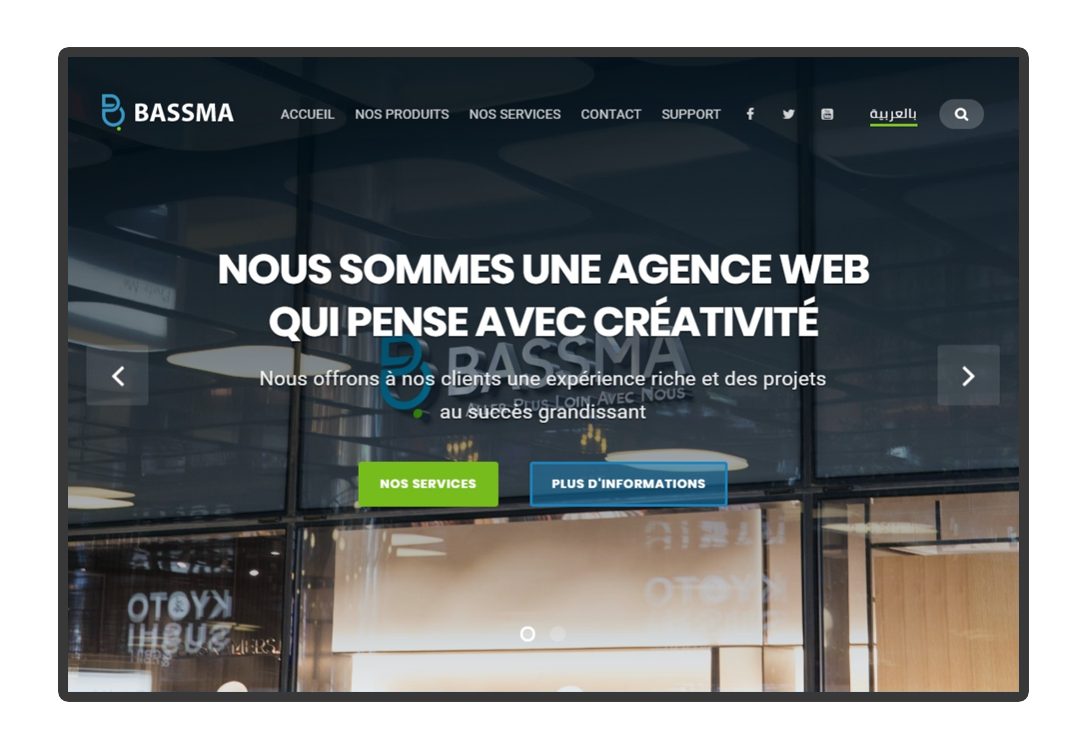 BASSMA
ACCUEIL NOS PRODUITS NOS SERVICES CONTACT SUPPORT بالعربية
NOUS SOMMES UNE AGENCE WEB
QUI PENSE AVEC CRÉATIVITÉ
BASSMA
Nous offrons à nos clients une expérience riche et des projets
Aller Plus Loin Avec Nous
au succès grandissant
NOS SERVICES PLUS D'INFORMATIONS
KYOTO
KYOTO
SUSHI